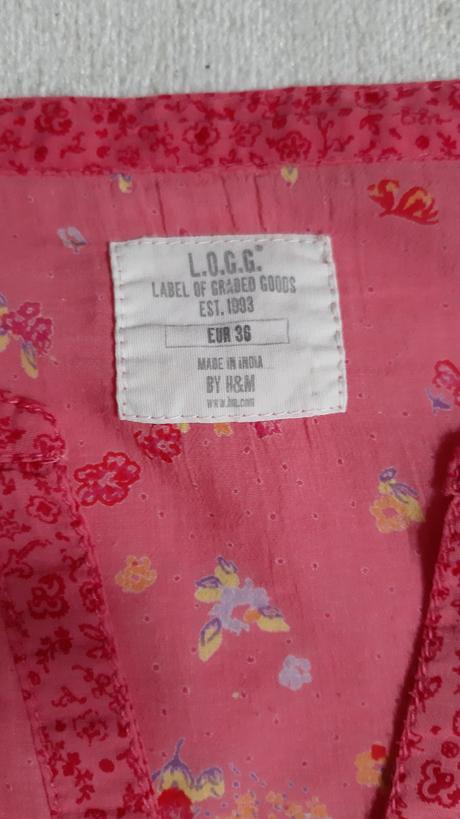 L.O.G.G.®
LABEL OF GRADED GOODS
EST. 1993
EUR 36
MADE IN INDIA
BY H&M
www.hm.com